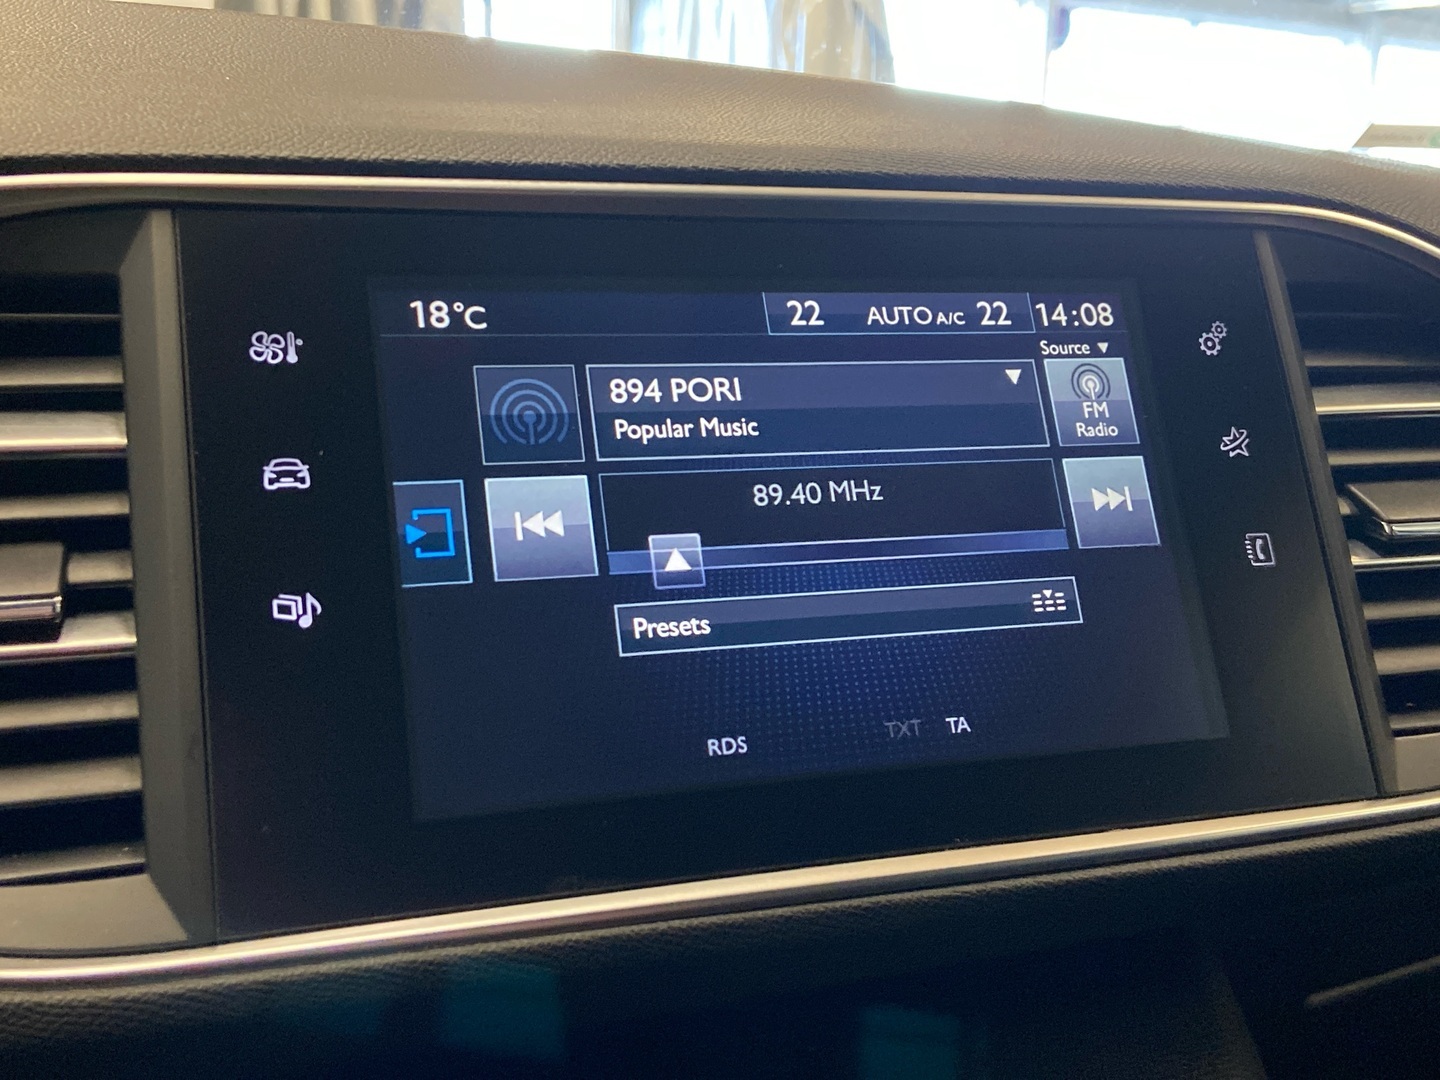 18°C 22 AUTO A/C 22 14:08
Source
894 PORI
Popular Music
FM
Radio
89.40 MHz
Presets
RDS TXT TA